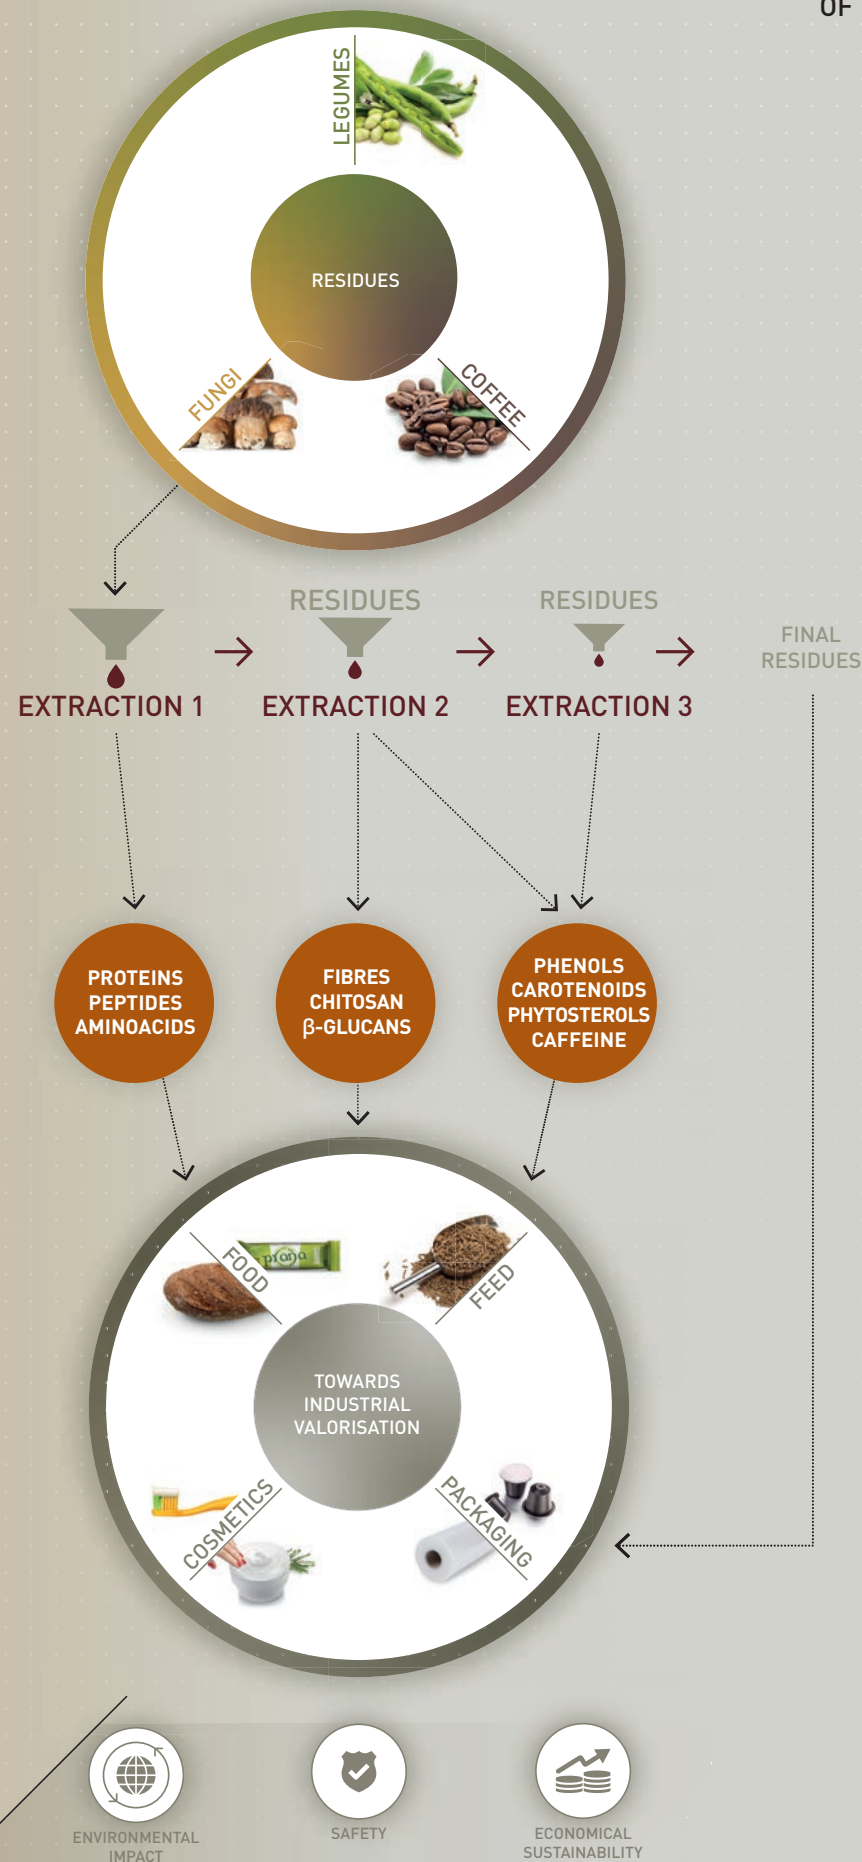 OF
LEGUMES
RESIDUES
FUNGI
COFFEE
RESIDUES
RESIDUES
FINAL
RESIDUES
EXTRACTION 1
EXTRACTION 2
EXTRACTION 3
PROTEINS
PEPTIDES
AMINOACIDS
FIBRES
CHITOSAN
β-GLUCANS
PHENOLS
CAROTENOIDS
PHYTOSTEROLS
CAFFEINE
prana
FOOD
FEED
TOWARDS
INDUSTRIAL
VALORISATION
COSMETICS
PACKAGING
ENVIRONMENTAL
IMPACT
SAFETY
ECONOMICAL
SUSTAINABILITY